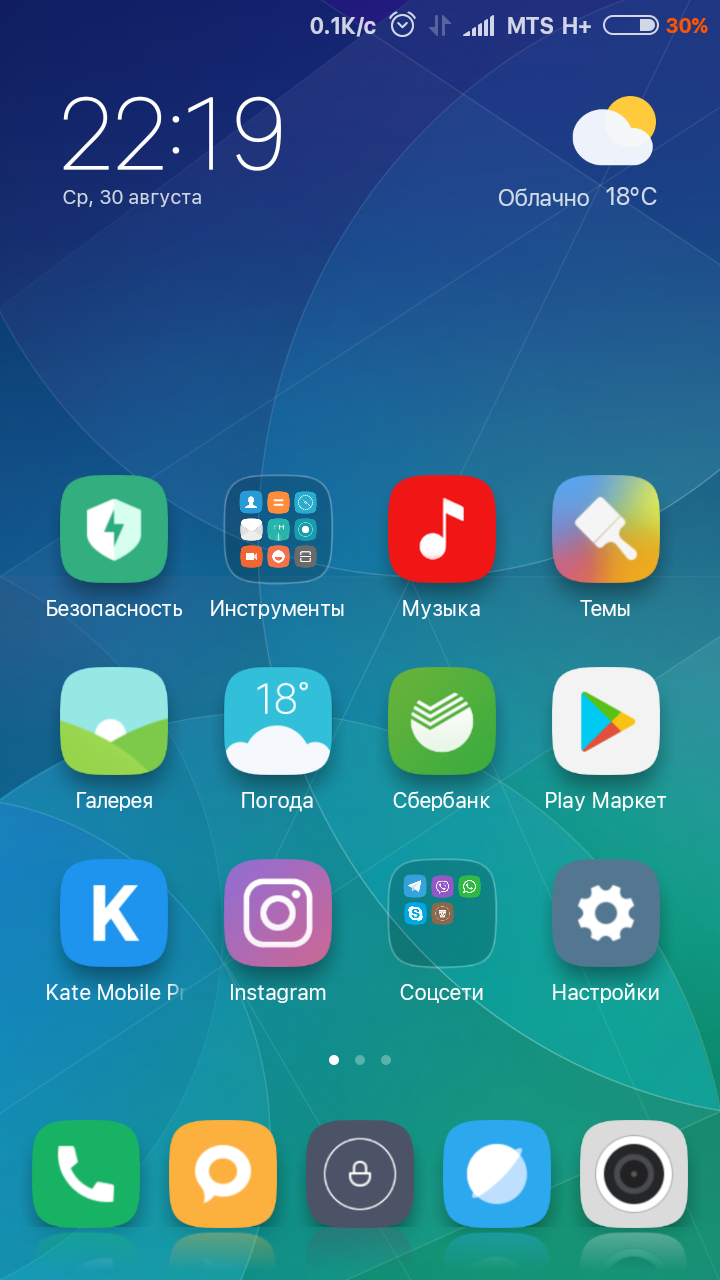 0.1K/c MTS H+ 30%
22:19
Ср, 30 августа
Облачно 18°C
Безопасность Инструменты Музыка Темы
18°
Галерея Погода Сбербанк Play Маркет
K
Kate Mobile Pr Instagram Соцсети Настройки